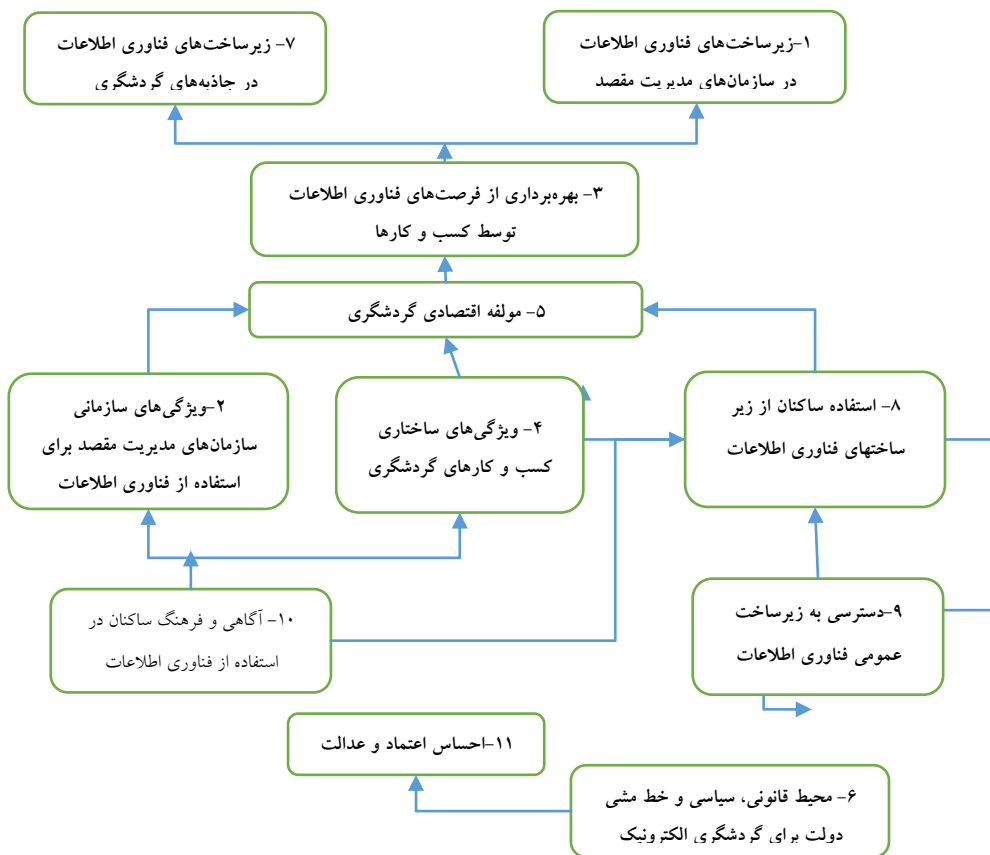 ۱-زیرساخت‌های فناوری اطلاعات
در سازمان‌های مدیریت مقصد
۷- زیرساخت‌های فناوری اطلاعات
در جاذبه‌های گردشگری
۳- بهره‌برداری از فرصت‌های فناوری اطلاعات
توسط کسب و کارها
۵- مولفه اقتصادی گردشگری
۸- استفاده ساکنان از زیر
ساختهای فناوری اطلاعات
۴- ویژگی‌های ساختاری
کسب و کارهای گردشگری
۲-ویژگی‌های سازمانی
سازمان‌های مدیریت مقصد برای
استفاده از فناوری اطلاعات
۹-دسترسی به زیرساخت
عمومی فناوری اطلاعات
۱۰- آگاهی و فرهنگ ساکنان در
استفاده از فناوری اطلاعات
۱۱-احساس اعتماد و عدالت
۶- محیط قانونی، سیاسی و خط مشی
دولت برای گردشگری الکترونیک